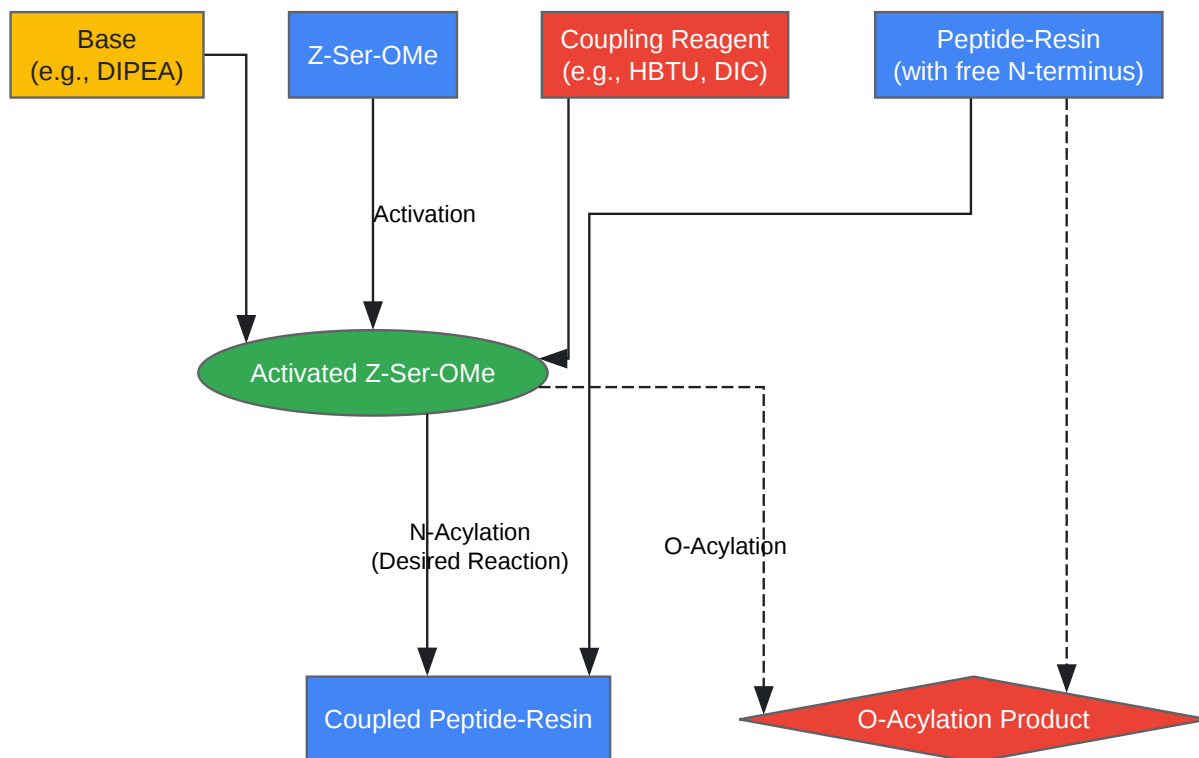 Base
(e.g., DIPEA)
Z-Ser-OMe
Coupling Reagent
(e.g., HBTU, DIC)
Peptide-Resin
(with free N-terminus)
Activation
Activated Z-Ser-OMe
N-Acylation
(Desired Reaction)
O-Acylation
Coupled Peptide-Resin
O-Acylation Product